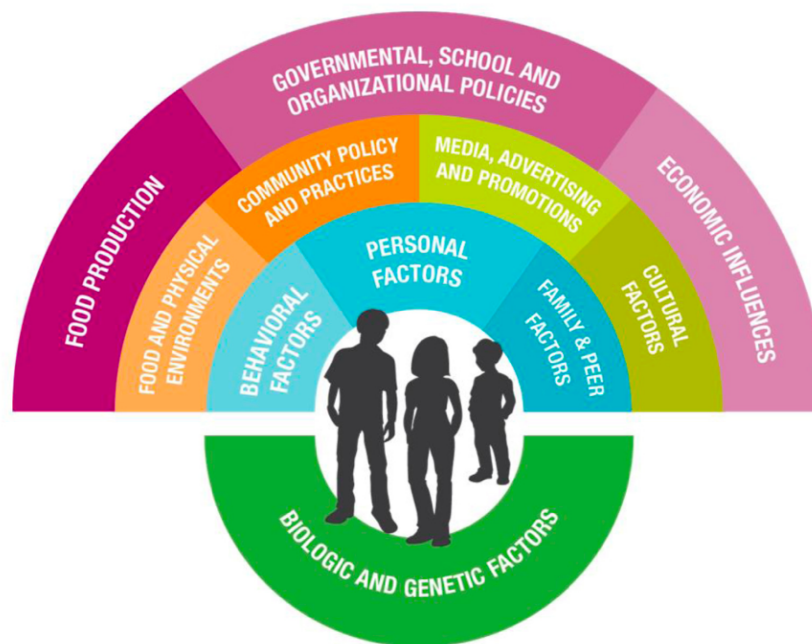 GOVERNMENTAL, SCHOOL AND
ORGANIZATIONAL POLICIES
FOOD PRODUCTION
ECONOMIC INFLUENCES
COMMUNITY POLICY
AND PRACTICES
MEDIA, ADVERTISING
AND PROMOTIONS
FOOD AND PHYSICAL
ENVIRONMENTS
CULTURAL
FACTORS
PERSONAL
FACTORS
BEHAVIORAL
FACTORS
FAMILY & PEER
FACTORS
BIOLOGIC AND GENETIC FACTORS